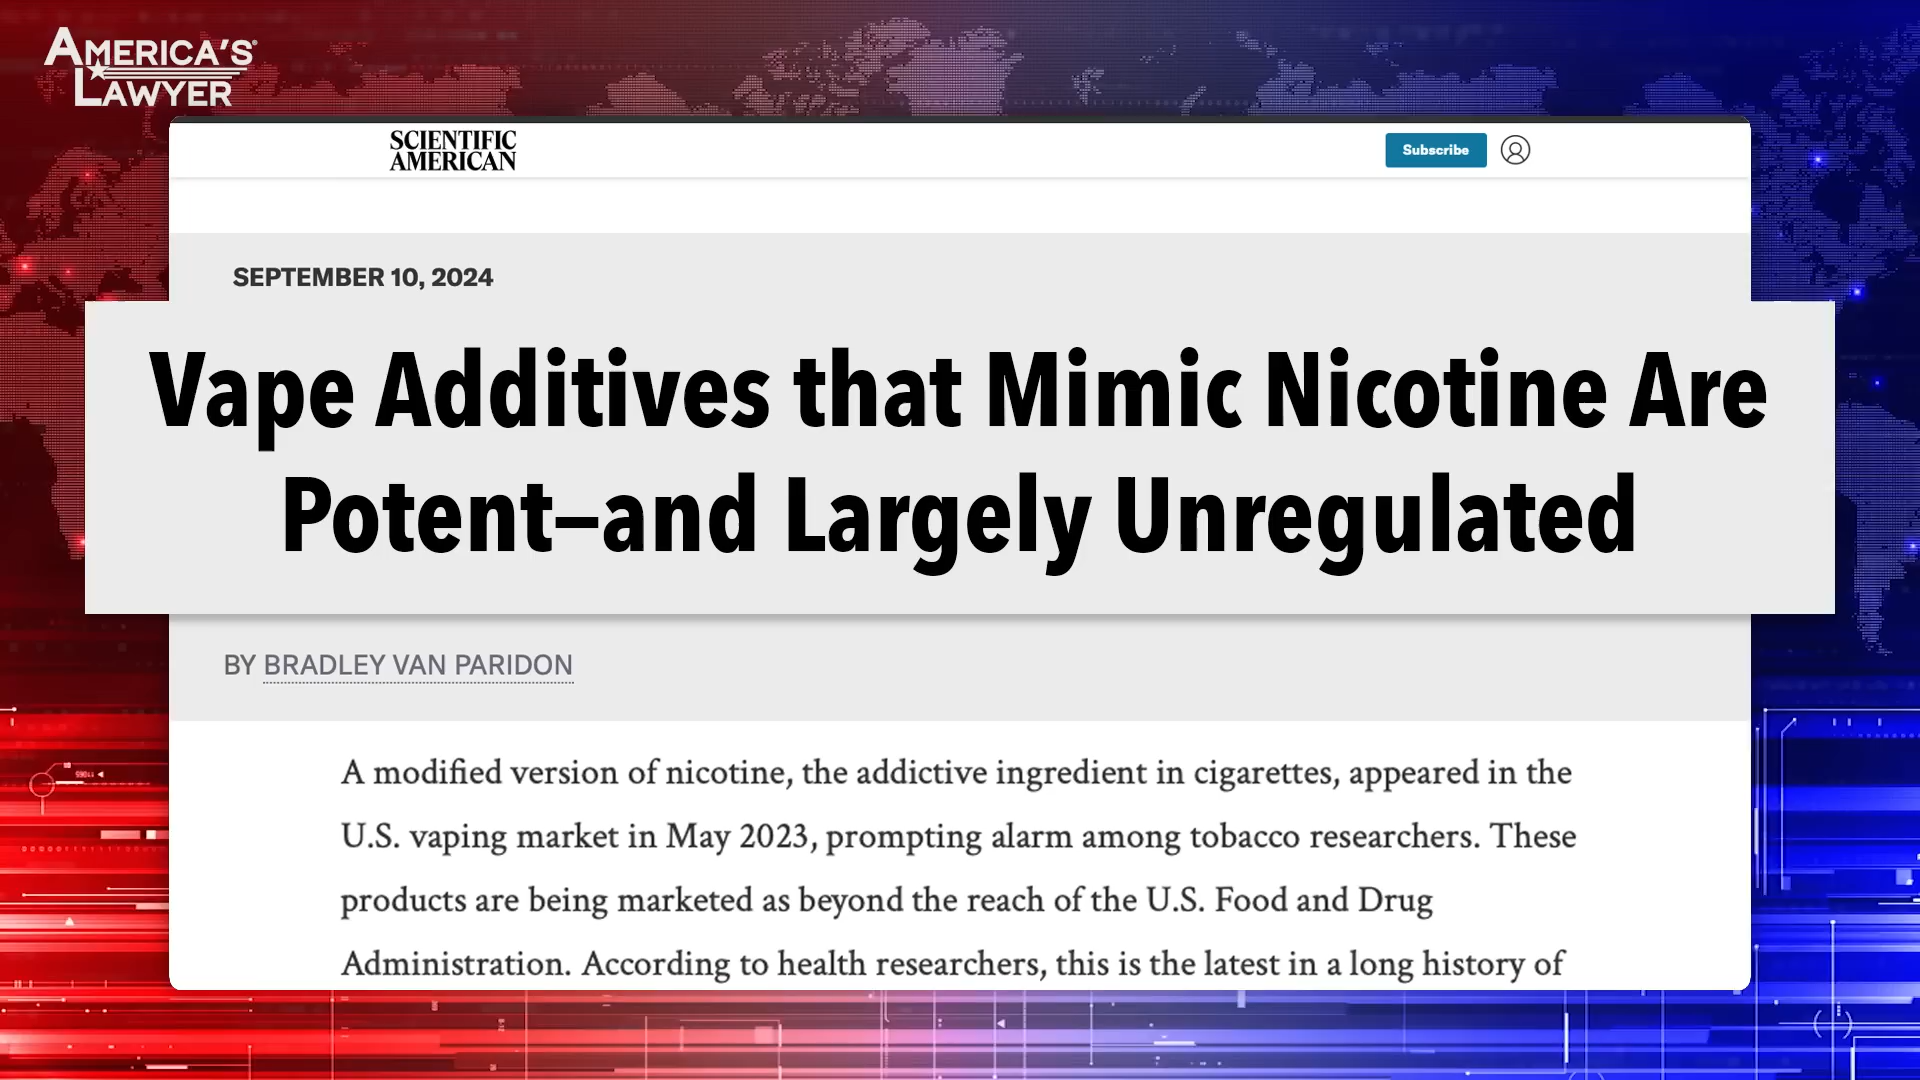 AMERICA'S
LAWYER
SCIENTIFIC
AMERICAN
Subscribe
SEPTEMBER 10, 2024
Vape Additives that Mimic Nicotine Are
Potent—and Largely Unregulated
BY BRADLEY VAN PARIDON
A modified version of nicotine, the addictive ingredient in cigarettes, appeared in the
U.S. vaping market in May 2023, prompting alarm among tobacco researchers. These
products are being marketed as beyond the reach of the U.S. Food and Drug
Administration. According to health researchers, this is the latest in a long history of